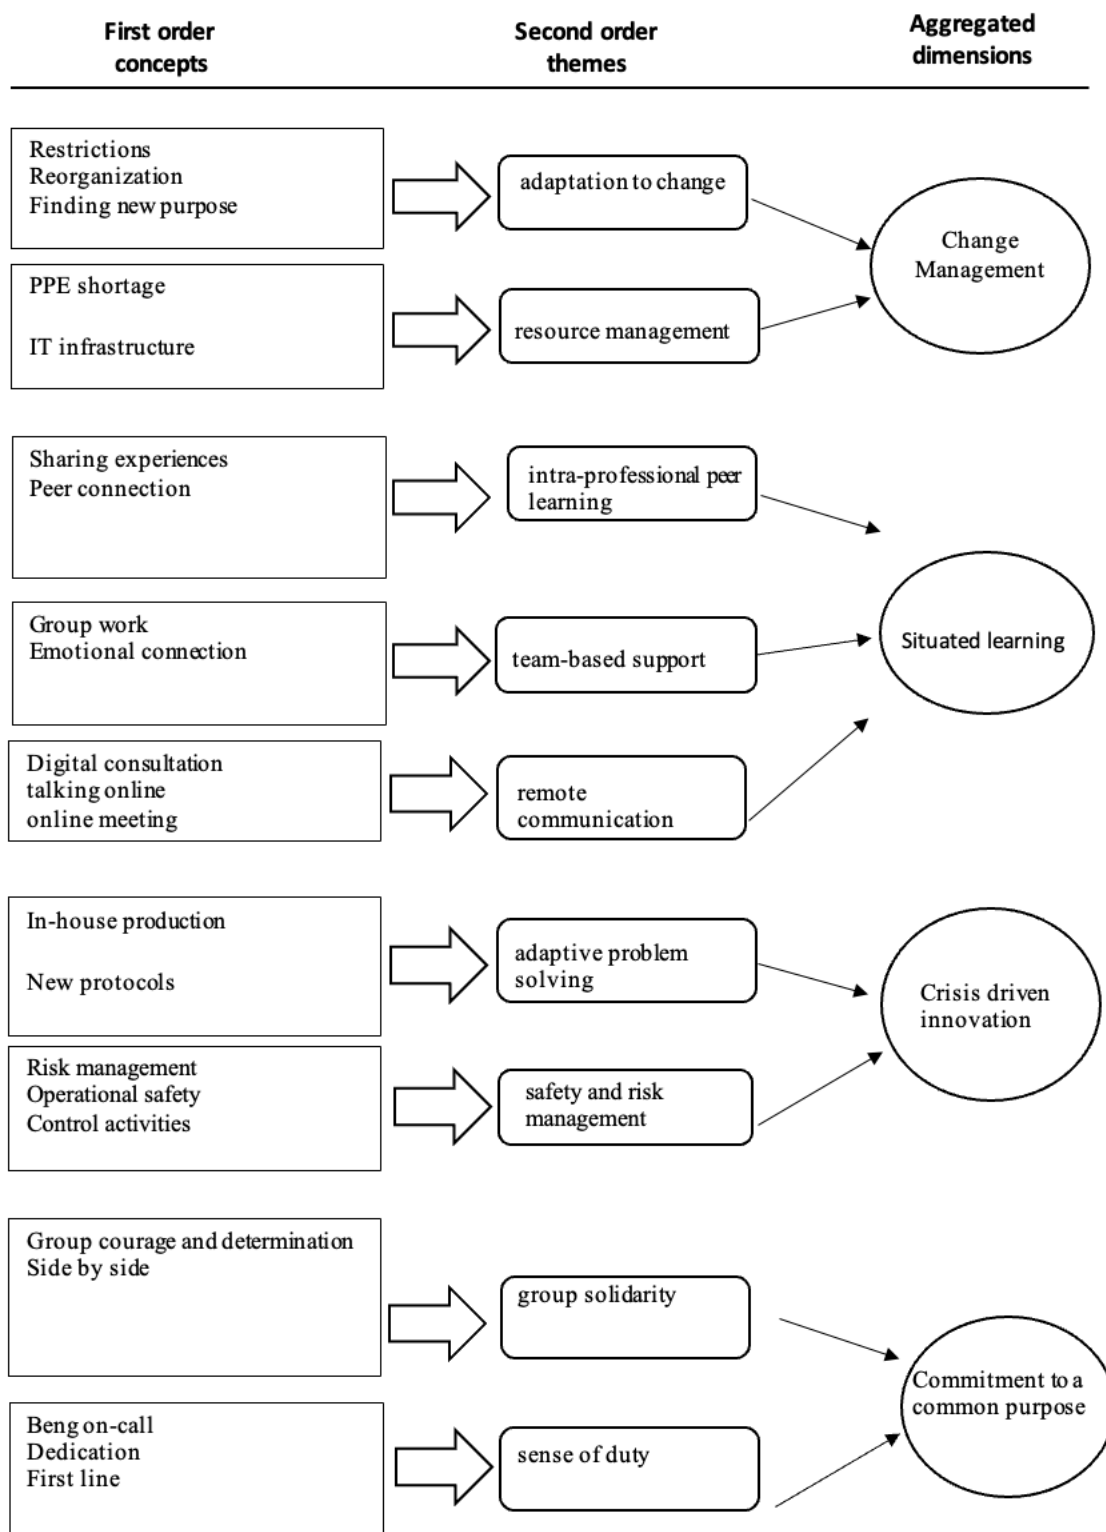 First order
concepts
Second order
themes
Aggregated
dimensions
Restrictions
Reorganization
Finding new purpose
adaptation to change
Change
Management
PPE shortage
IT infrastructure
resource management
Sharing experiences
Peer connection
intra-professional peer
learning
Group work
Emotional connection
team-based support
Situated learning
Digital consultation
talking online
online meeting
remote
communication
In-house production
New protocols
adaptive problem
solving
Crisis driven
innovation
Risk management
Operational safety
Control activities
safety and risk
management
Group courage and determination
Side by side
group solidarity
Commitment to a
common purpose
Beng on-call
Dedication
First line
sense of duty